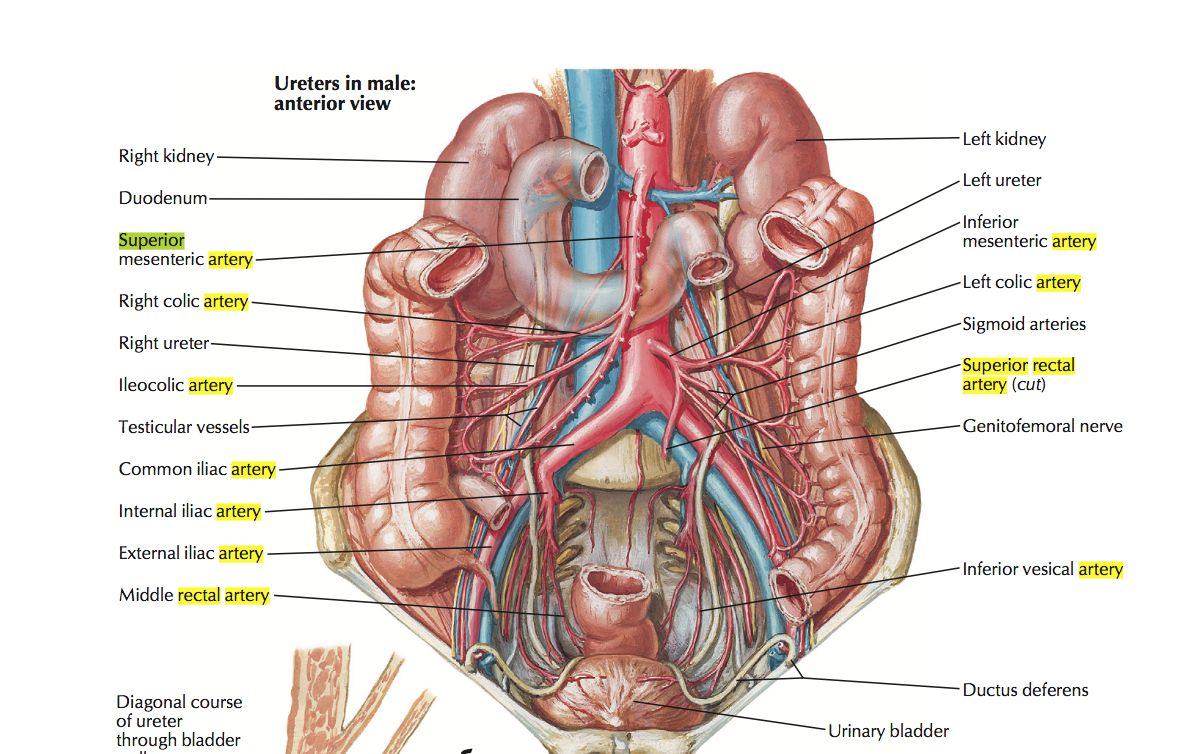 Ureters in male:
anterior view
Right kidney
Duodenum
Superior
mesenteric artery
Right colic artery
Right ureter
Ileocolic artery
Testicular vessels
Common iliac artery
Internal iliac artery
External iliac artery
Middle rectal artery
Diagonal course
of ureter
through bladder
Left kidney
Left ureter
Inferior
mesenteric artery
Left colic artery
Sigmoid arteries
Superior rectal
artery (cut)
Genitofemoral nerve
Inferior vesical artery
Ductus deferens
Urinary bladder